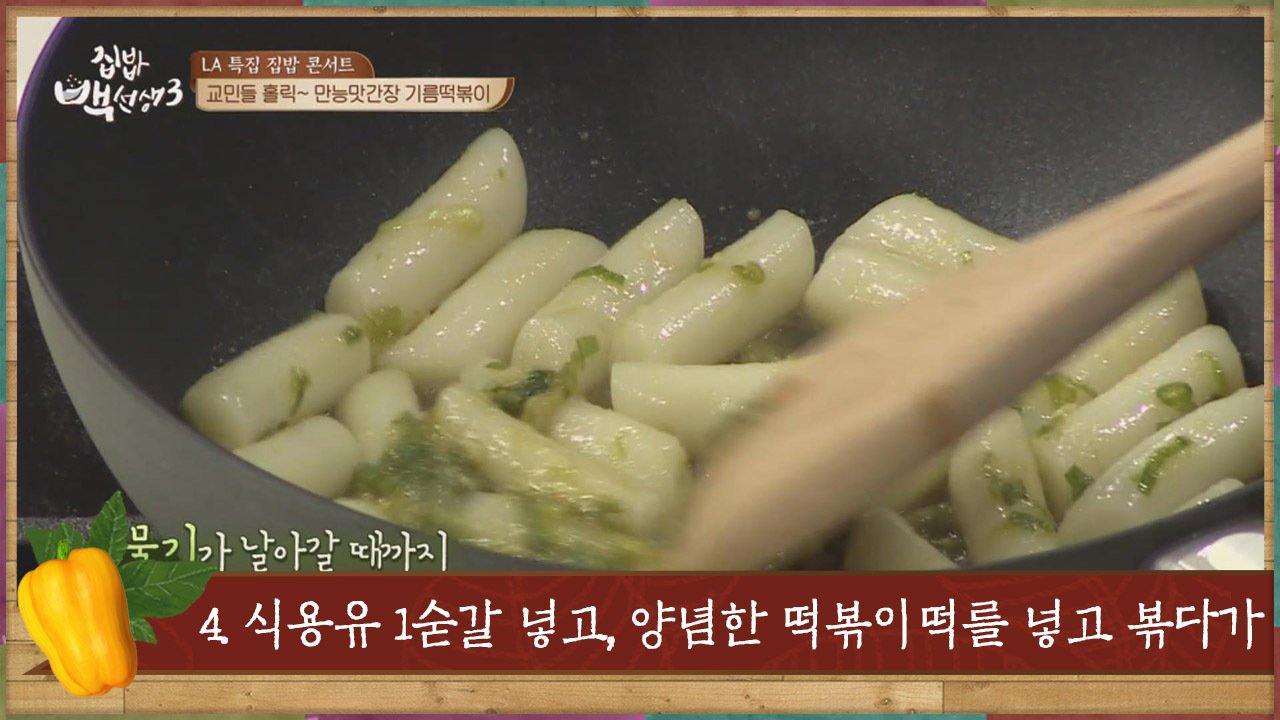 집밥
백선생3
LA 특집 집밥 콘서트
교민들 홀릭~ 만능맛간장 기름떡볶이
물기가 날아갈 때까지
4. 식용유 1숟갈 넣고, 양념한 떡볶이떡를 넣고 볶다가